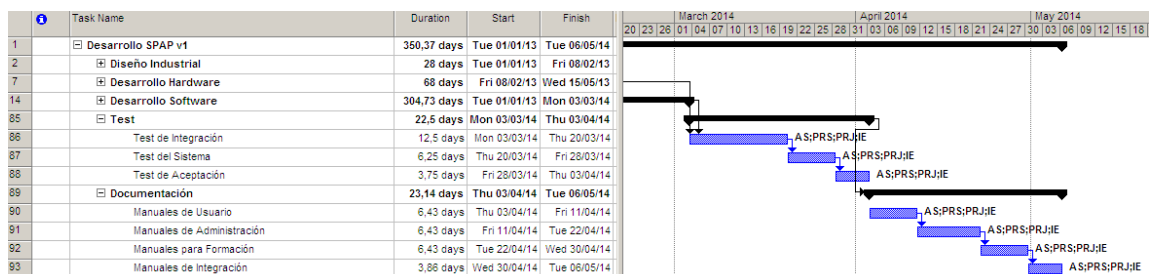 Task Name Duration Start Finish March 2014 April 2014 May 2014
20 23 26 01 04 07 10 13 16 19 22 25 28 31 03 06 09 12 15 18 21 24 27 30 03 06 09 12 15 18
1 Desarrollo SPAP v1 350,37 days Tue 01/01/13 Tue 06/05/14
2 Diseño Industrial 28 days Tue 01/01/13 Fri 08/02/13
7 Desarrollo Hardware 68 days Fri 08/02/13 Wed 15/05/13
14 Desarrollo Software 304,73 days Tue 01/01/13 Mon 03/03/14
85 Test 22,5 days Mon 03/03/14 Thu 03/04/14
86 Test de Integración 12,5 days Mon 03/03/14 Thu 20/03/14 AS;PRS;PRJ;IE
87 Test del Sistema 6,25 days Thu 20/03/14 Fri 28/03/14 AS;PRS;PRJ;IE
88 Test de Aceptación 3,75 days Fri 28/03/14 Thu 03/04/14 AS;PRS;PRJ;IE
89 Documentación 23,14 days Thu 03/04/14 Tue 06/05/14
90 Manuales de Usuario 6,43 days Thu 03/04/14 Fri 11/04/14 AS;PRS;PRJ;IE
91 Manuales de Administración 6,43 days Fri 11/04/14 Tue 22/04/14 AS;PRS;PRJ;IE
92 Manuales para Formación 6,43 days Tue 22/04/14 Wed 30/04/14 AS;PRS;PRJ;IE
93 Manuales de Integración 3,86 days Wed 30/04/14 Tue 06/05/14 AS;PRS;PRJ;IE